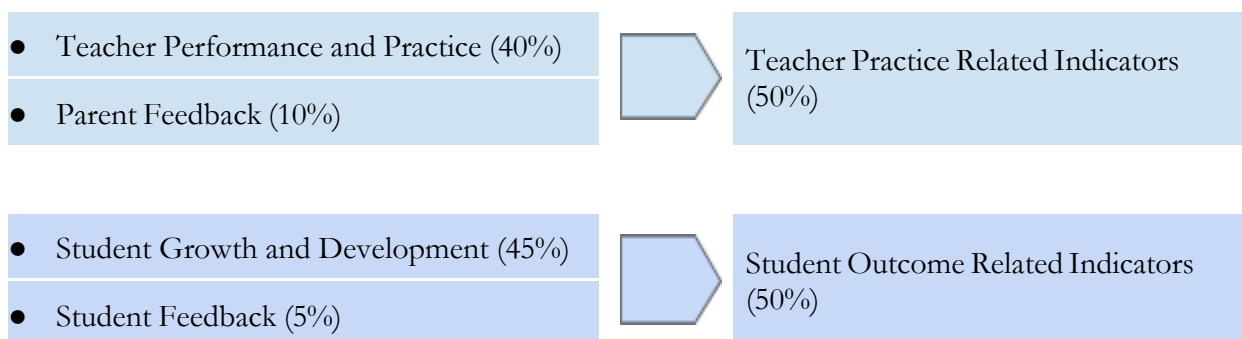 ● Teacher Performance and Practice (40%)
● Parent Feedback (10%)
Teacher Practice Related Indicators
(50%)
● Student Growth and Development (45%)
● Student Feedback (5%)
Student Outcome Related Indicators
(50%)